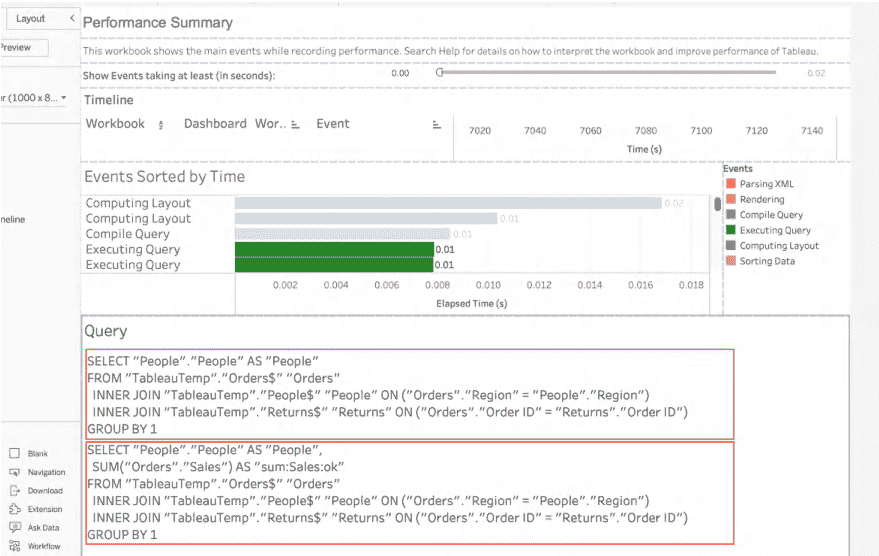 Layout
Performance Summary
Preview
This workbook shows the main events while recording performance. Search Help for details on how to interpret the workbook and improve performance of Tableau.
Show Events taking at least (in seconds):
0.00
0.02
er (1000 x 8...
Timeline
Workbook Dashboard Wor.. Event
7020 7040 7060 7080 7100 7120 7140
Time (s)
Events Sorted by Time
Computing Layout 0.02
Computing Layout 0.01
Compile Query 0.01
Executing Query 0.01
Executing Query 0.01
0.002 0.004 0.006 0.008 0.010 0.012 0.014 0.016 0.018
Elapsed Time (s)
Events
Parsing XML
Rendering
Compile Query
Executing Query
Computing Layout
Sorting Data
meline
Query
SELECT "People"."People" AS "People"
FROM "TableauTemp"."Orders$" "Orders"
INNER JOIN "TableauTemp"."People$" "People" ON ("Orders"."Region" = "People"."Region")
INNER JOIN "TableauTemp"."Returns$" "Returns" ON ("Orders"."Order ID" = "Returns"."Order ID")
GROUP BY 1
SELECT "People"."People" AS "People",
SUM("Orders"."Sales") AS "sum:Sales:ok"
FROM "TableauTemp"."Orders$" "Orders"
INNER JOIN "TableauTemp"."People$" "People" ON ("Orders"."Region" = "People"."Region")
INNER JOIN "TableauTemp"."Returns$" "Returns" ON ("Orders"."Order ID" = "Returns"."Order ID")
GROUP BY 1
Blank
Navigation
Download
Extension
Ask Data
Workflow